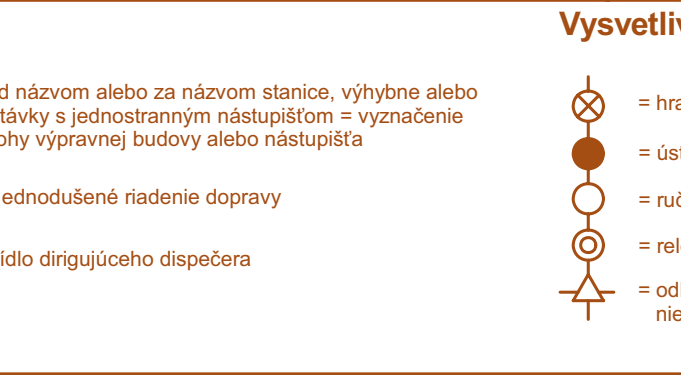 Vysvetliv
d názvom alebo za názvom stanice, výhybne alebo
távky s jednostranným nástupišťom = vyznačenie
ohy výpravnej budovy alebo nástupišťa
ednodušené riadenie dopravy
ídlo dirigujúceho dispečera
= hra
= úst
= ruč
= rel
= od
nie